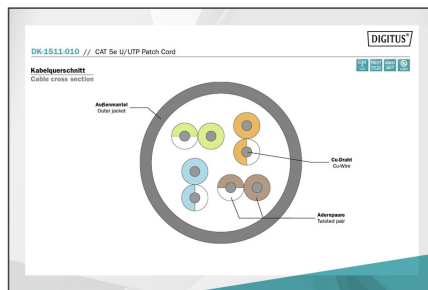 DIGITUS®
DK-1511-010 // CAT 5e U/UTP Patch Cord
Kabelquerschnitt
Cable cross section
Außenmantel
Outer jacket
Cu-Draht
Cu-Wire
Adernpaare
Twisted pair